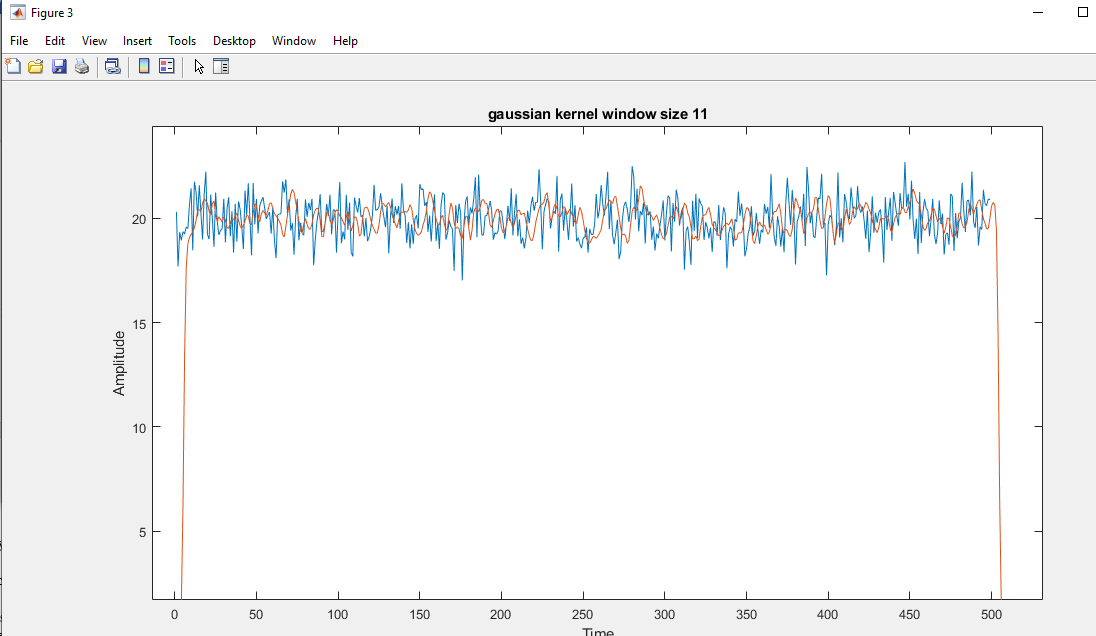 Figure 3
File Edit View Insert Tools Desktop Window Help
gaussian kernel window size 11
Amplitude
20
15
10
5
0 50 100 150 200 250 300 350 400 450 500
Time